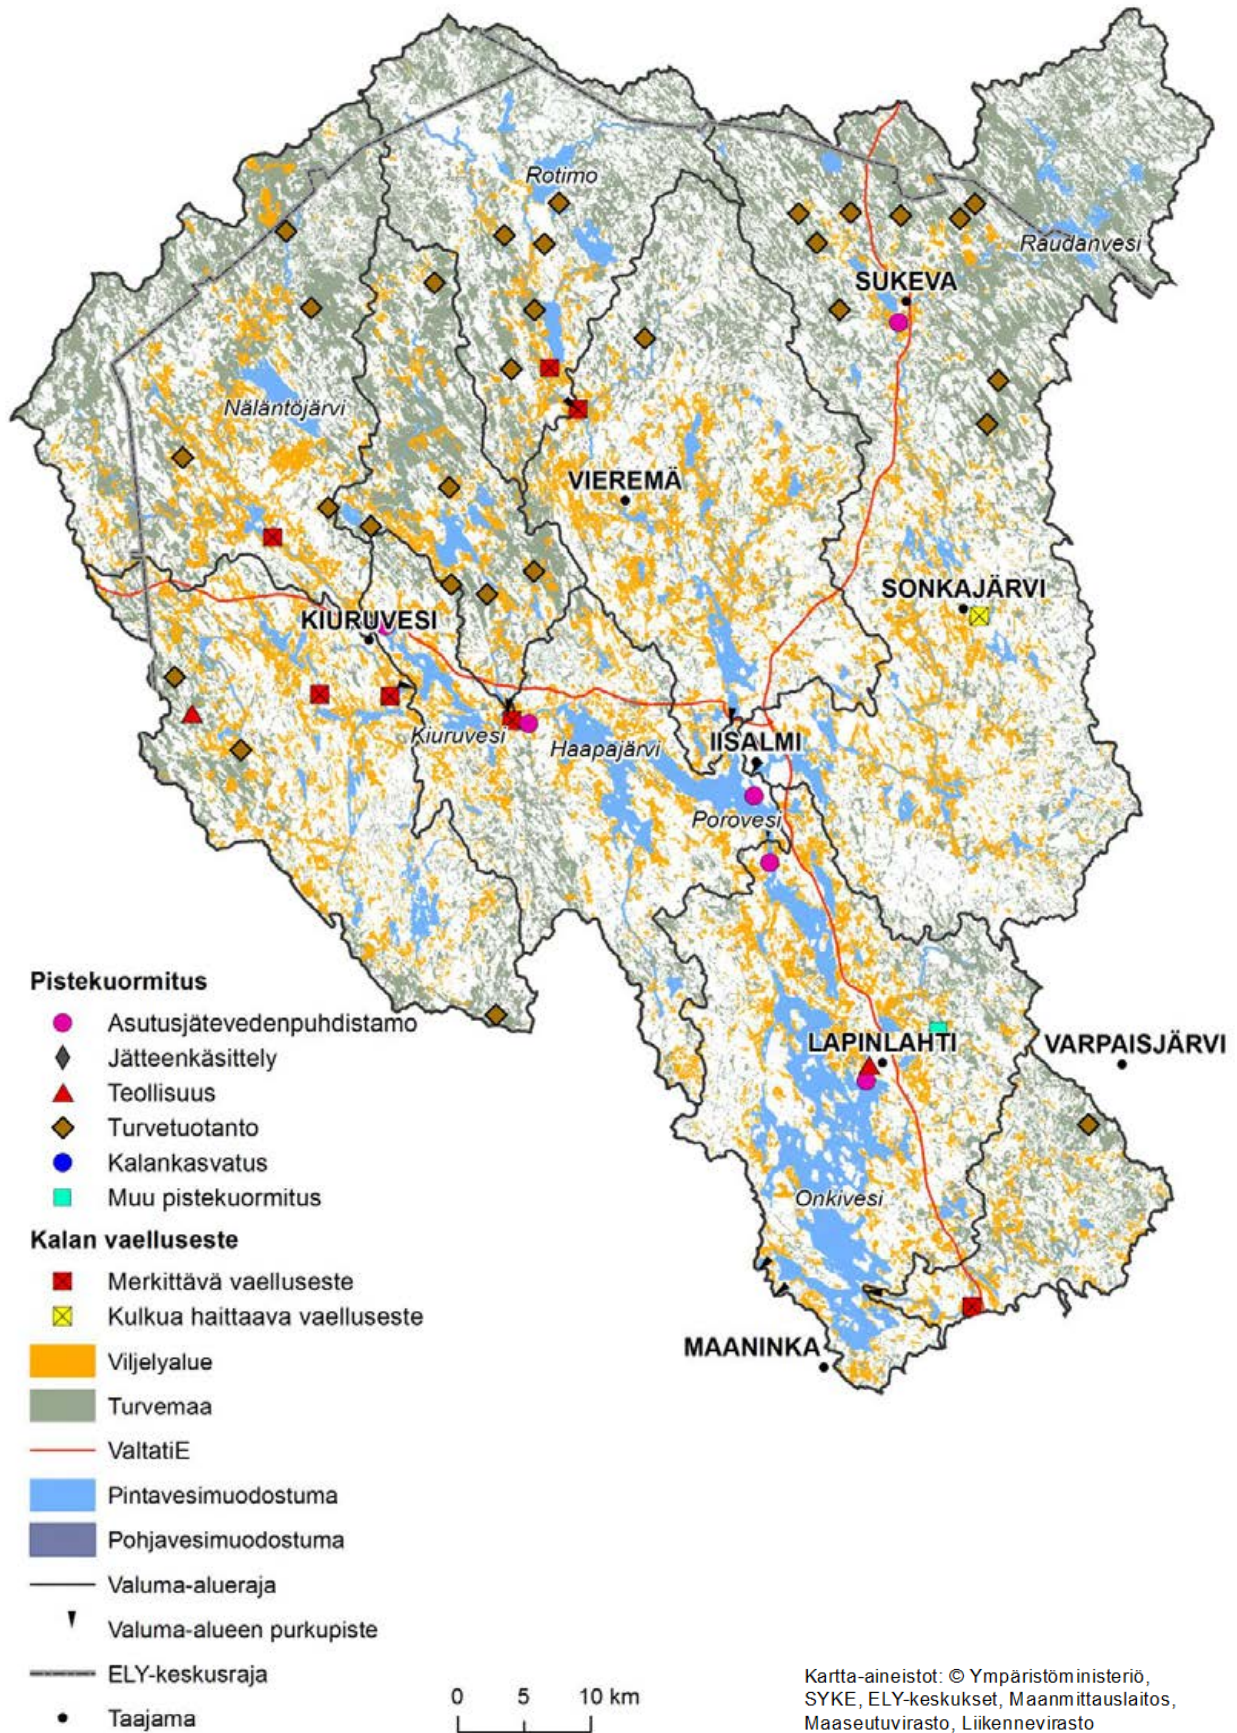 Rotimo
Raudanvesi
SUKEVA
Näläntöjärvi
VIEREMÄ
SONKAJÄRVI
KIURUVESI
Kiuruvesi
Haapajärvi
IISALMI
Porovesi
LAPINLAHTI
VARPAISJÄRVI
Onkivesi
MAANINKA
Pistekuormitus
Asutusjätevedenpuhdistamo
Jätteenkäsittely
Teollisuus
Turvetuotanto
Kalankasvatus
Muu pistekuormitus
Kalan vaelluseste
Merkittävä vaelluseste
Kulkua haittaava vaelluseste
Viljelyalue
Turvemaa
ValtatiE
Pintavesimuodostuma
Pohjavesimuodostuma
Valuma-alueraja
Valuma-alueen purkupiste
ELY-keskusraja
Taajama
0 5 10 km
Kartta-aineistot: © Ympäristöministeriö,
SYKE, ELY-keskukset, Maanmittauslaitos,
Maaseutuvirasto, Liikennevirasto